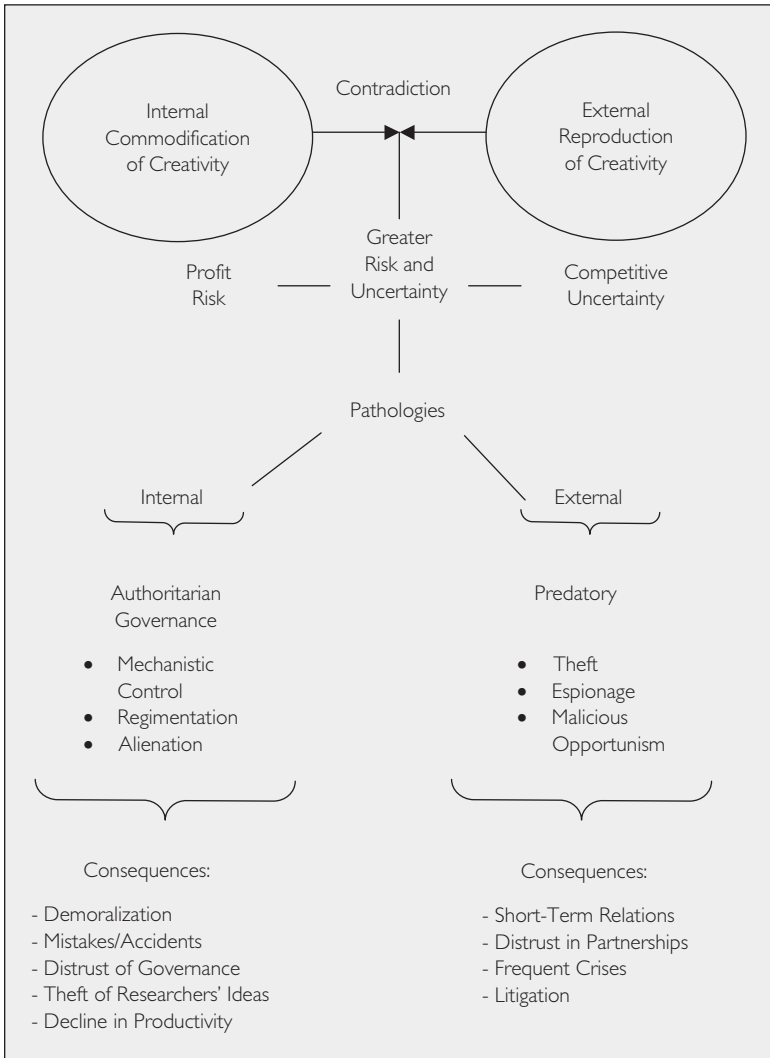 Contradiction
Internal
Commodification
of Creativity
External
Reproduction
of Creativity
Greater
Risk and
Uncertainty
Profit
Risk
Competitive
Uncertainty
Pathologies
Internal
External
Authoritarian
Governance
• Mechanistic
Control
• Regimentation
• Alienation
Predatory
• Theft
• Espionage
• Malicious
Opportunism
Consequences:
- Demoralization
- Mistakes/Accidents
- Distrust of Governance
- Theft of Researchers’ Ideas
- Decline in Productivity
Consequences:
- Short-Term Relations
- Distrust in Partnerships
- Frequent Crises
- Litigation